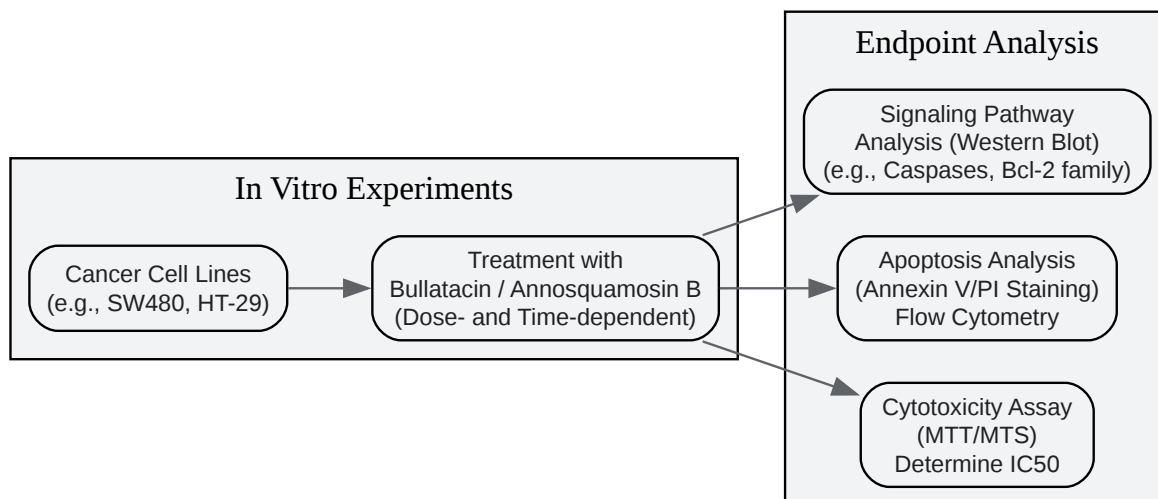 In Vitro Experiments
Cancer Cell Lines
(e.g., SW480, HT-29)
Treatment with
Bullatacin / Annosquamosin B
(Dose- and Time-dependent)
Endpoint Analysis
Signaling Pathway
Analysis (Western Blot)
(e.g., Caspases, Bcl-2 family)
Apoptosis Analysis
(Annexin V/PI Staining)
Flow Cytometry
Cytotoxicity Assay
(MTT/MTS)
Determine IC50